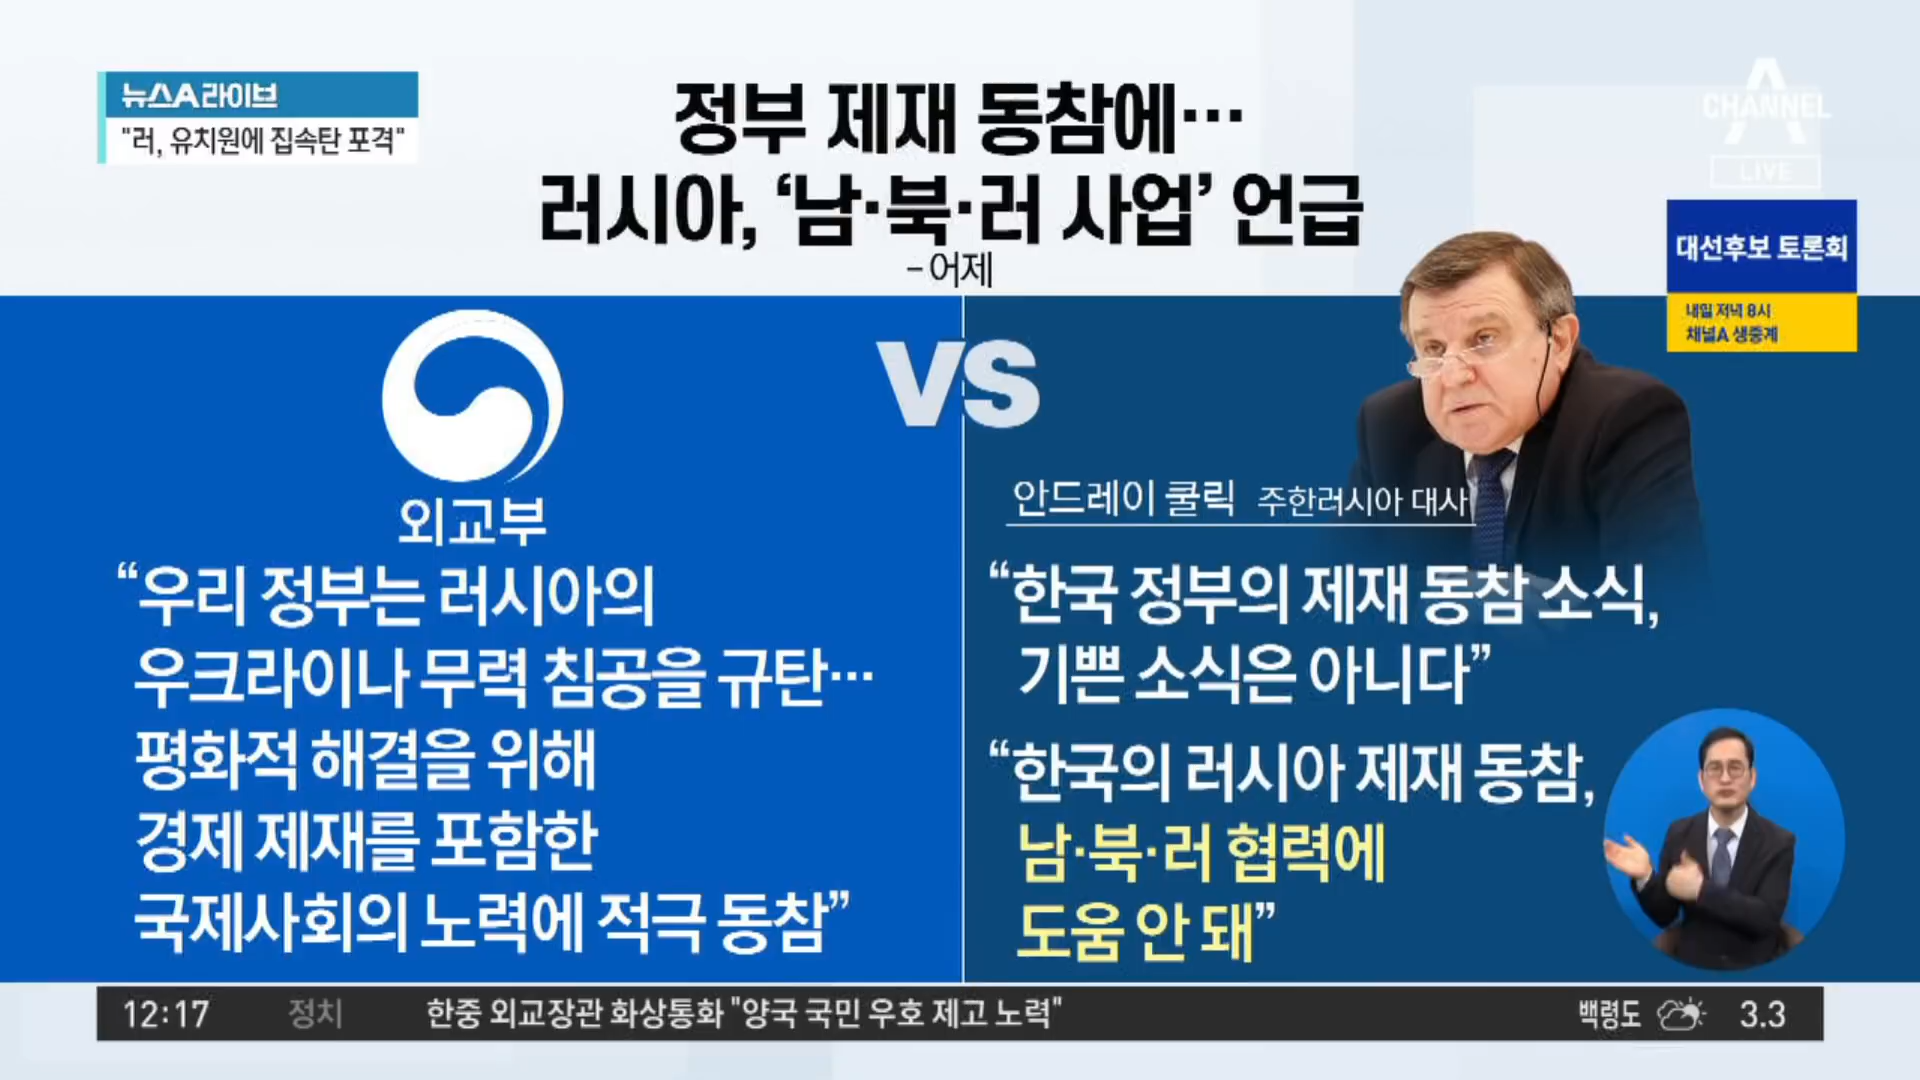 뉴스A 라이브
"러, 유치원에 집속탄 포격"
정부 제재 동참에…
러시아, ‘남·북·러 사업’ 언급
- 어제
CHANNEL A
LIVE
대선후보 토론회
내일 저녁 8시
채널A 생중계
VS
외교부
“우리 정부는 러시아의
우크라이나 무력 침공을 규탄…
평화적 해결을 위해
경제 제재를 포함한
국제사회의 노력에 적극 동참”
안드레이 쿨릭 주한러시아 대사
“한국 정부의 제재 동참 소식,
기쁜 소식은 아니다”
“한국의 러시아 제재 동참,
남·북·러 협력에
도움 안 돼”
12:17 정치 한중 외교장관 화상통화 "양국 국민 우호 제고 노력" 백령도 3.3